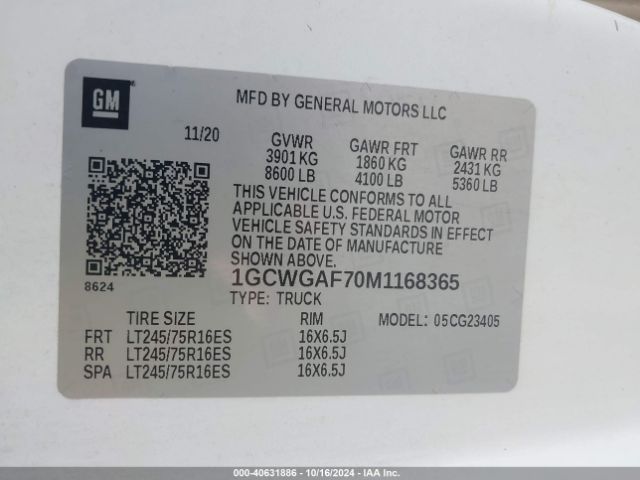 GM
MFD BY GENERAL MOTORS LLC
11/20
GVWR GAWR FRT GAWR RR
3901 KG 1860 KG 2431 KG
8600 LB 4100 LB 5360 LB
THIS VEHICLE CONFORMS TO ALL
APPLICABLE U.S. FEDERAL MOTOR
VEHICLE SAFETY STANDARDS IN EFFECT
ON THE DATE OF MANUFACTURE
SHOWN ABOVE.
8624
1GCWGAF70M1168365
TYPE: TRUCK
TIRE SIZE RIM MODEL: 05CG23405
FRT LT245/75R16ES 16X6.5J
RR LT245/75R16ES 16X6.5J
SPA LT245/75R16ES 16X6.5J
000-40631886 - 10/16/2024 - IAA Inc.